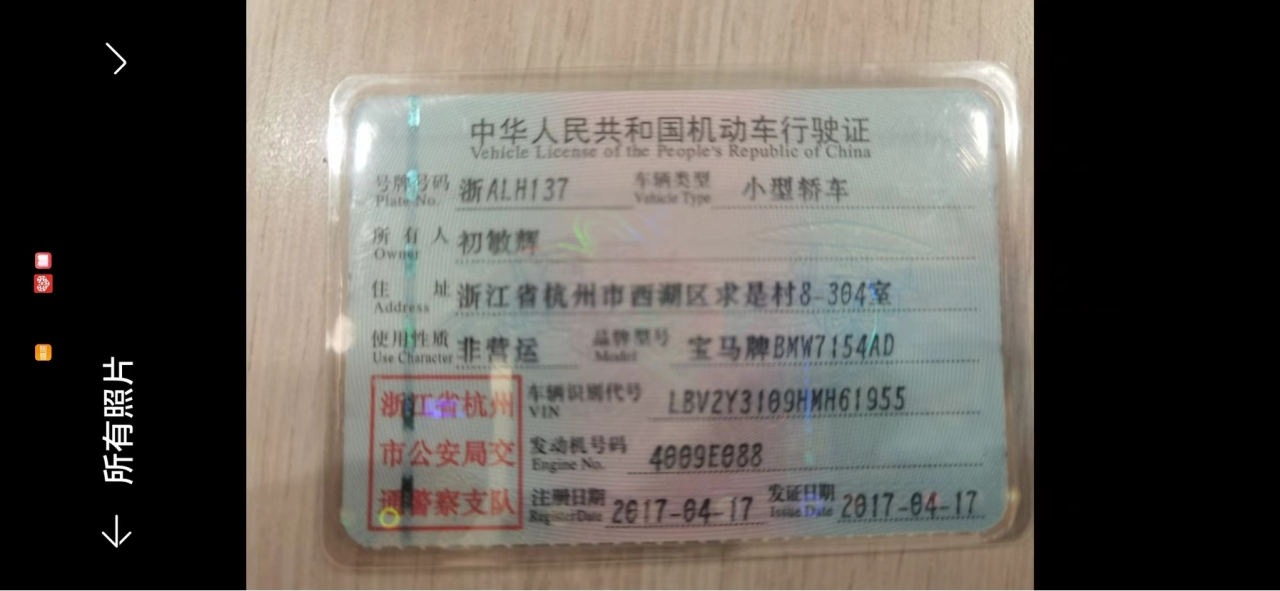 所有照片
中华人民共和国机动车行驶证
Vehicle License of the People's Republic of China
号牌号码 浙ALH137 车辆类型 小型轿车
Plate No. Vehicle Type
所有人 初敏辉
Owner
住址 浙江省杭州市西湖区求是村8-304室
Address
使用性质 非营运 品牌型号 宝马牌BMW7154AD
Use Character Model
浙江省杭州 车辆识别代号 LBV2Y3109HMH61955
VIN
市公安局交 发动机号码 4009E088
Engine No.
通警察支队 注册日期 2017-04-17 发证日期 2017-04-17
Register Date Issue Date